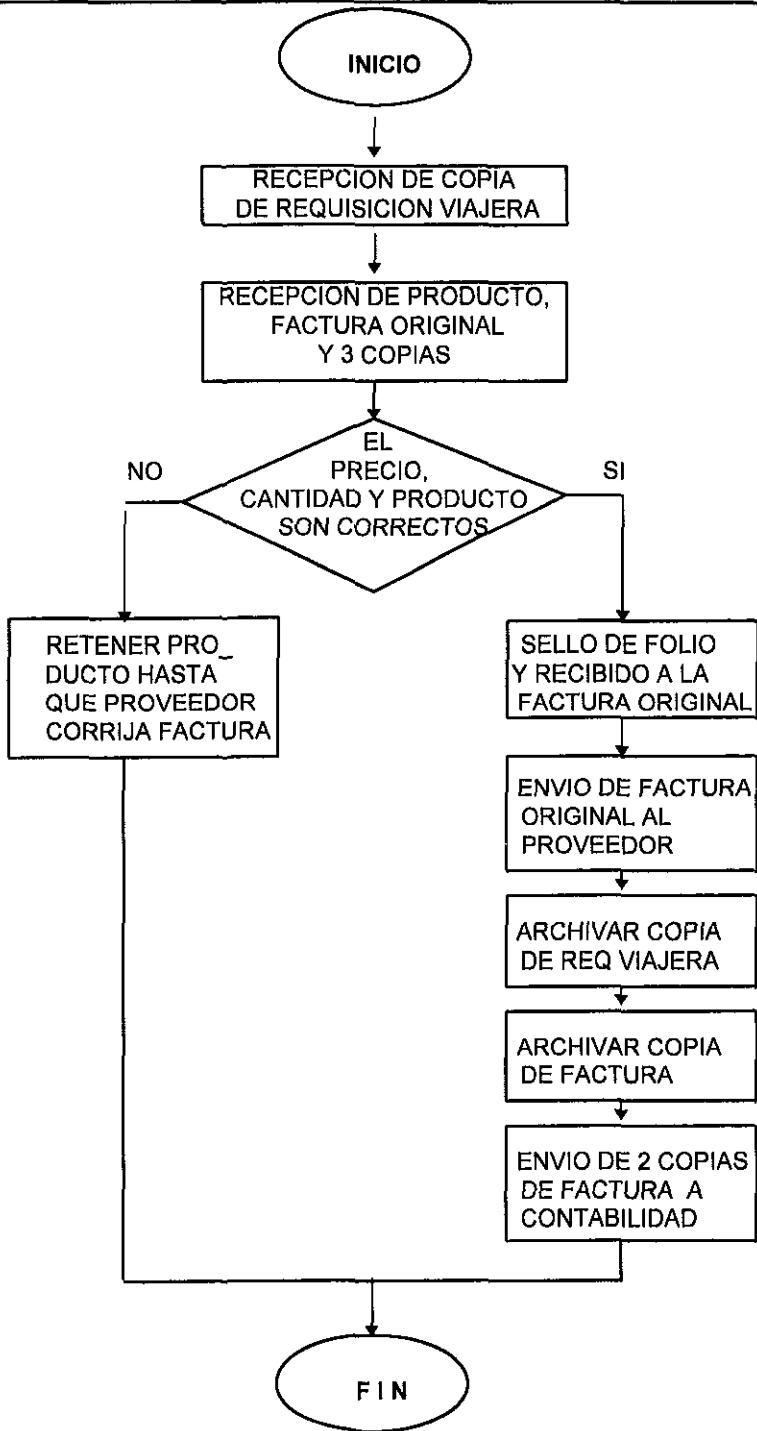 INICIO
RECEPCION DE COPIA
DE REQUISICION VIAJERA
RECEPCION DE PRODUCTO,
FACTURA ORIGINAL
Y 3 COPIAS
EL
PRECIO,
CANTIDAD Y PRODUCTO
SON CORRECTOS
NO
SI
RETENER PRO_
DUCTO HASTA
QUE PROVEEDOR
CORRIJA FACTURA
SELLO DE FOLIO
Y RECIBIDO A LA
FACTURA ORIGINAL
ENVIO DE FACTURA
ORIGINAL AL
PROVEEDOR
ARCHIVAR COPIA
DE REQ VIAJERA
ARCHIVAR COPIA
DE FACTURA
ENVIO DE 2 COPIAS
DE FACTURA A
CONTABILIDAD
F I N